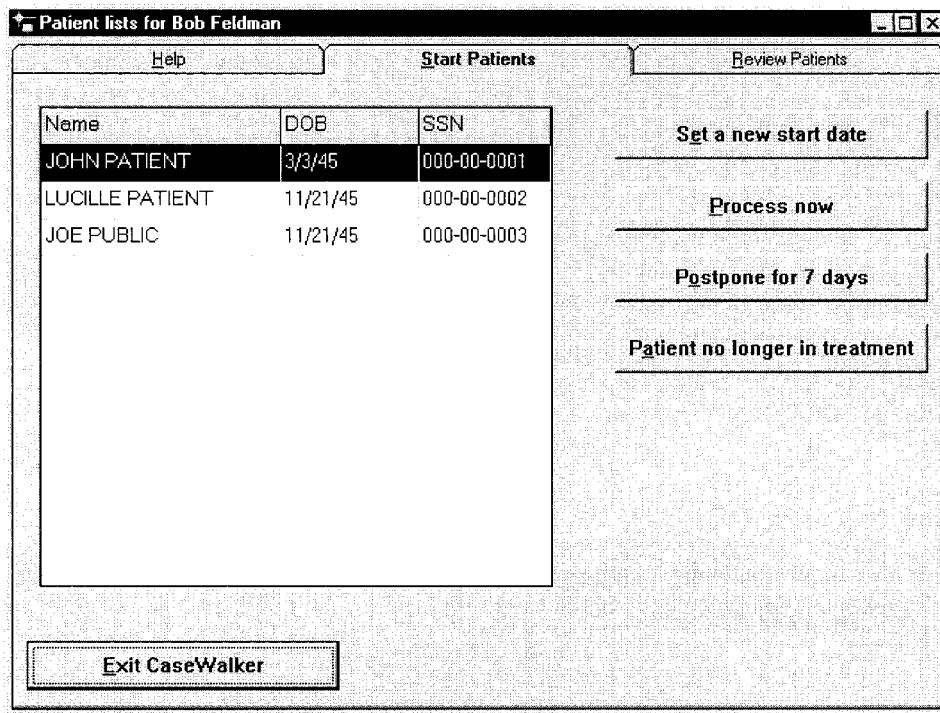 Patient lists for Bob Feldman
Help Start Patients Review Patients
Name DOB SSN
JOHN PATIENT 3/3/45 000-00-0001
LUCILLE PATIENT 11/21/45 000-00-0002
JOE PUBLIC 11/21/45 000-00-0003
Set a new start date
Process now
Postpone for 7 days
Patient no longer in treatment
Exit CaseWalker